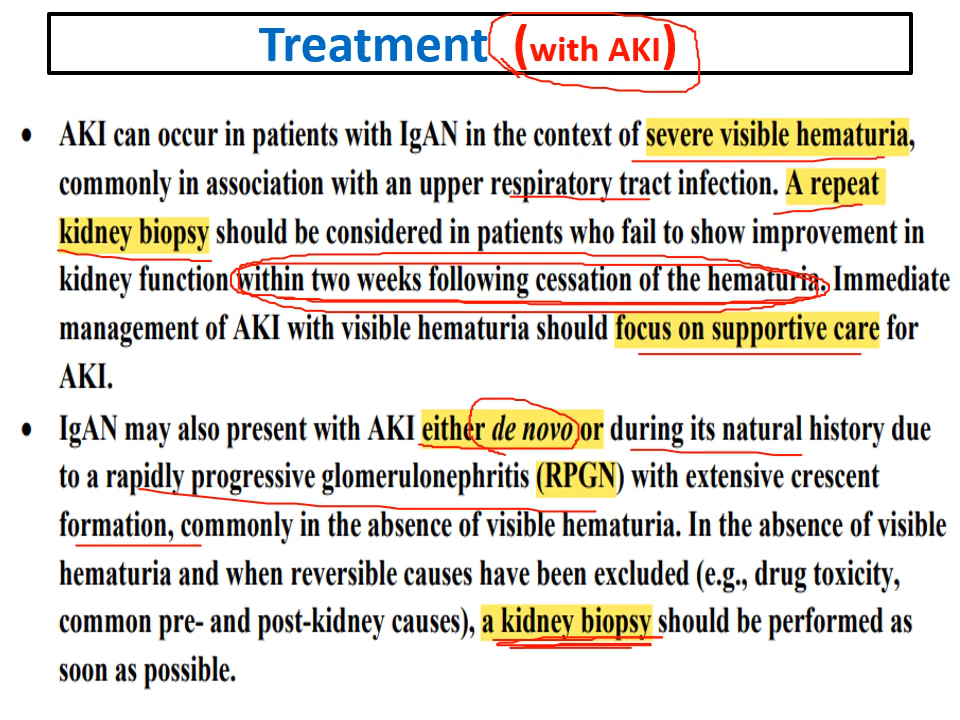 Treatment (with AKI)
• AKI can occur in patients with IgAN in the context of severe visible hematuria,
commonly in association with an upper respiratory tract infection. A repeat
kidney biopsy should be considered in patients who fail to show improvement in
kidney function within two weeks following cessation of the hematuria. Immediate
management of AKI with visible hematuria should focus on supportive care for
AKI.
• IgAN may also present with AKI either de novo or during its natural history due
to a rapidly progressive glomerulonephritis (RPGN) with extensive crescent
formation, commonly in the absence of visible hematuria. In the absence of visible
hematuria and when reversible causes have been excluded (e.g., drug toxicity,
common pre- and post-kidney causes), a kidney biopsy should be performed as
soon as possible.